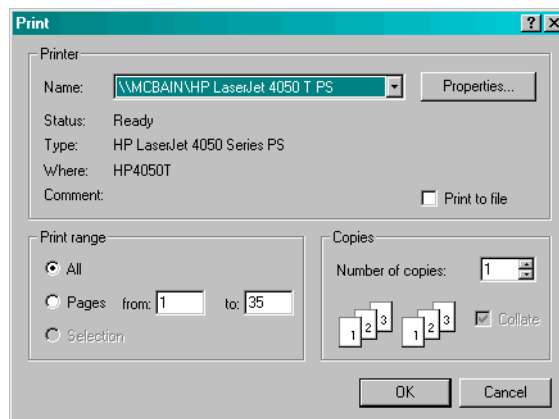 Print
Printer
Name: \\MCBAIN\HP LaserJet 4050 T PS Properties...
Status: Ready
Type: HP LaserJet 4050 Series PS
Where: HP4050T
Comment: Print to file
Print range
All
Pages from: 1 to: 35
Selection
Copies
Number of copies: 1
1 2 3 1 2 3 Collate
OK Cancel